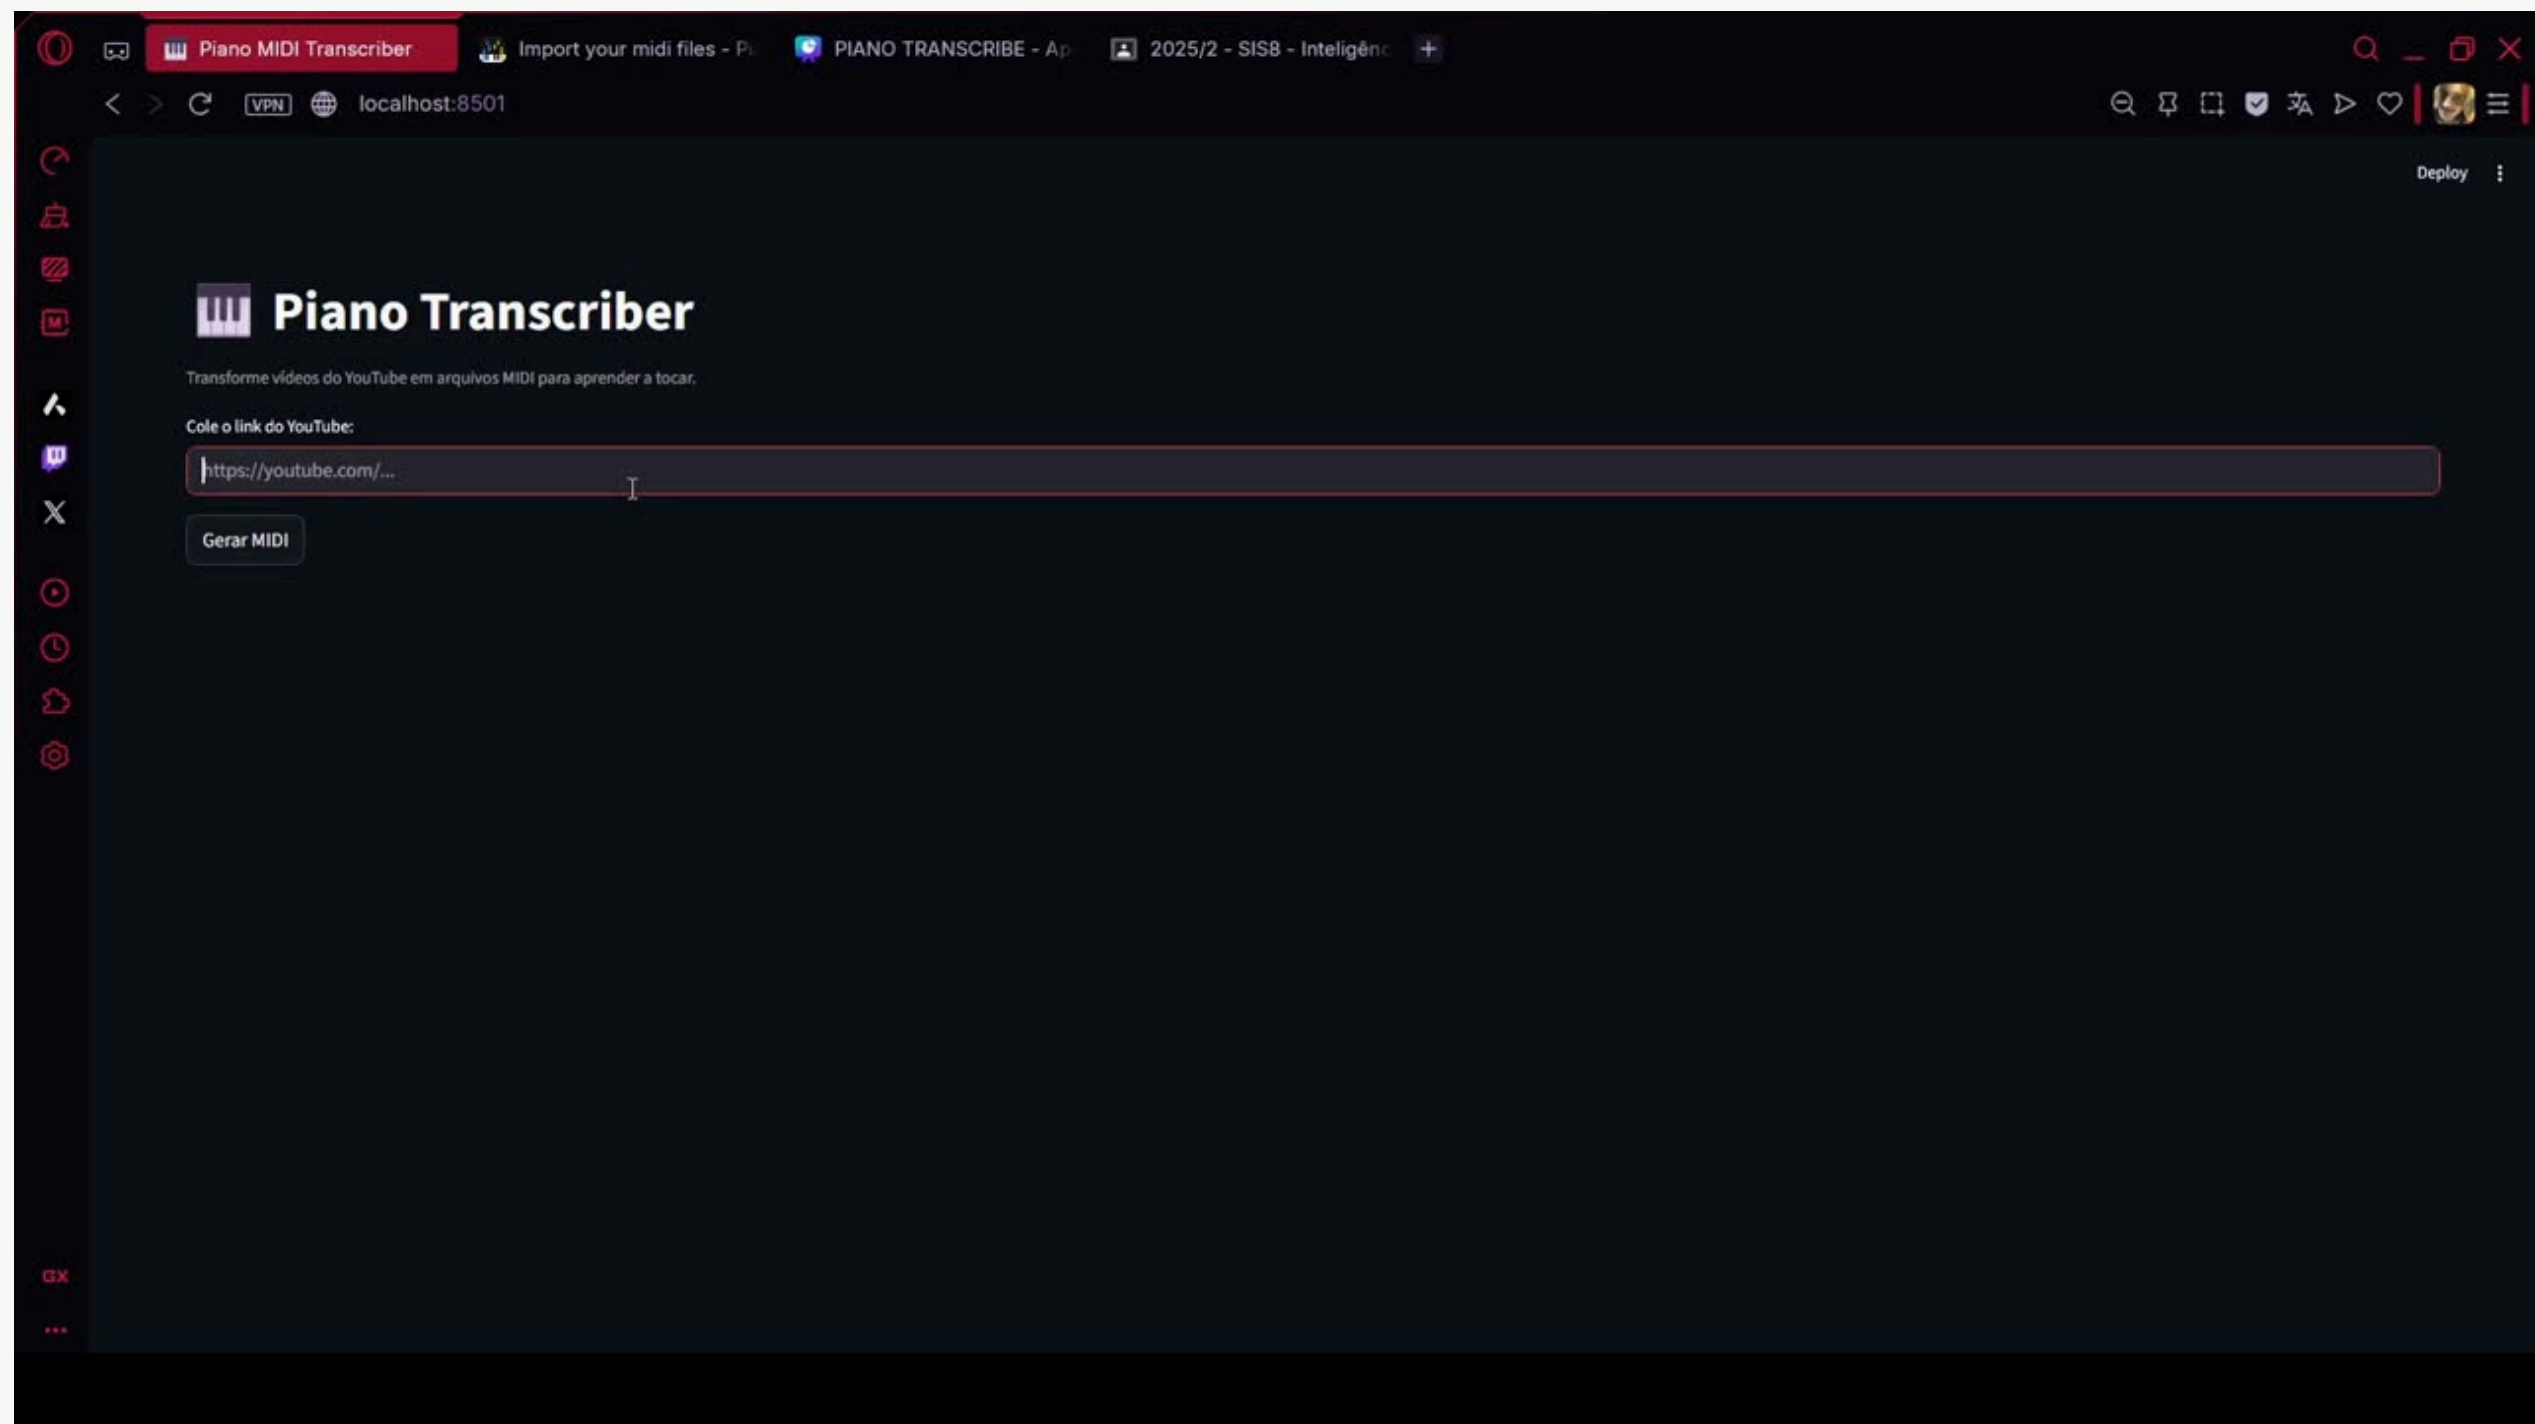 Piano MIDI Transcriber
Import your midi files - P
PIANO TRANSCRIBE - Ap
2025/2 - SIS8 - Inteligênc
VPN
localhost:8501
Deploy
Piano Transcriber
Transforme vídeos do YouTube em arquivos MIDI para aprender a tocar.
Cole o link do YouTube:
https://youtube.com/...
Gerar MIDI
M
GX